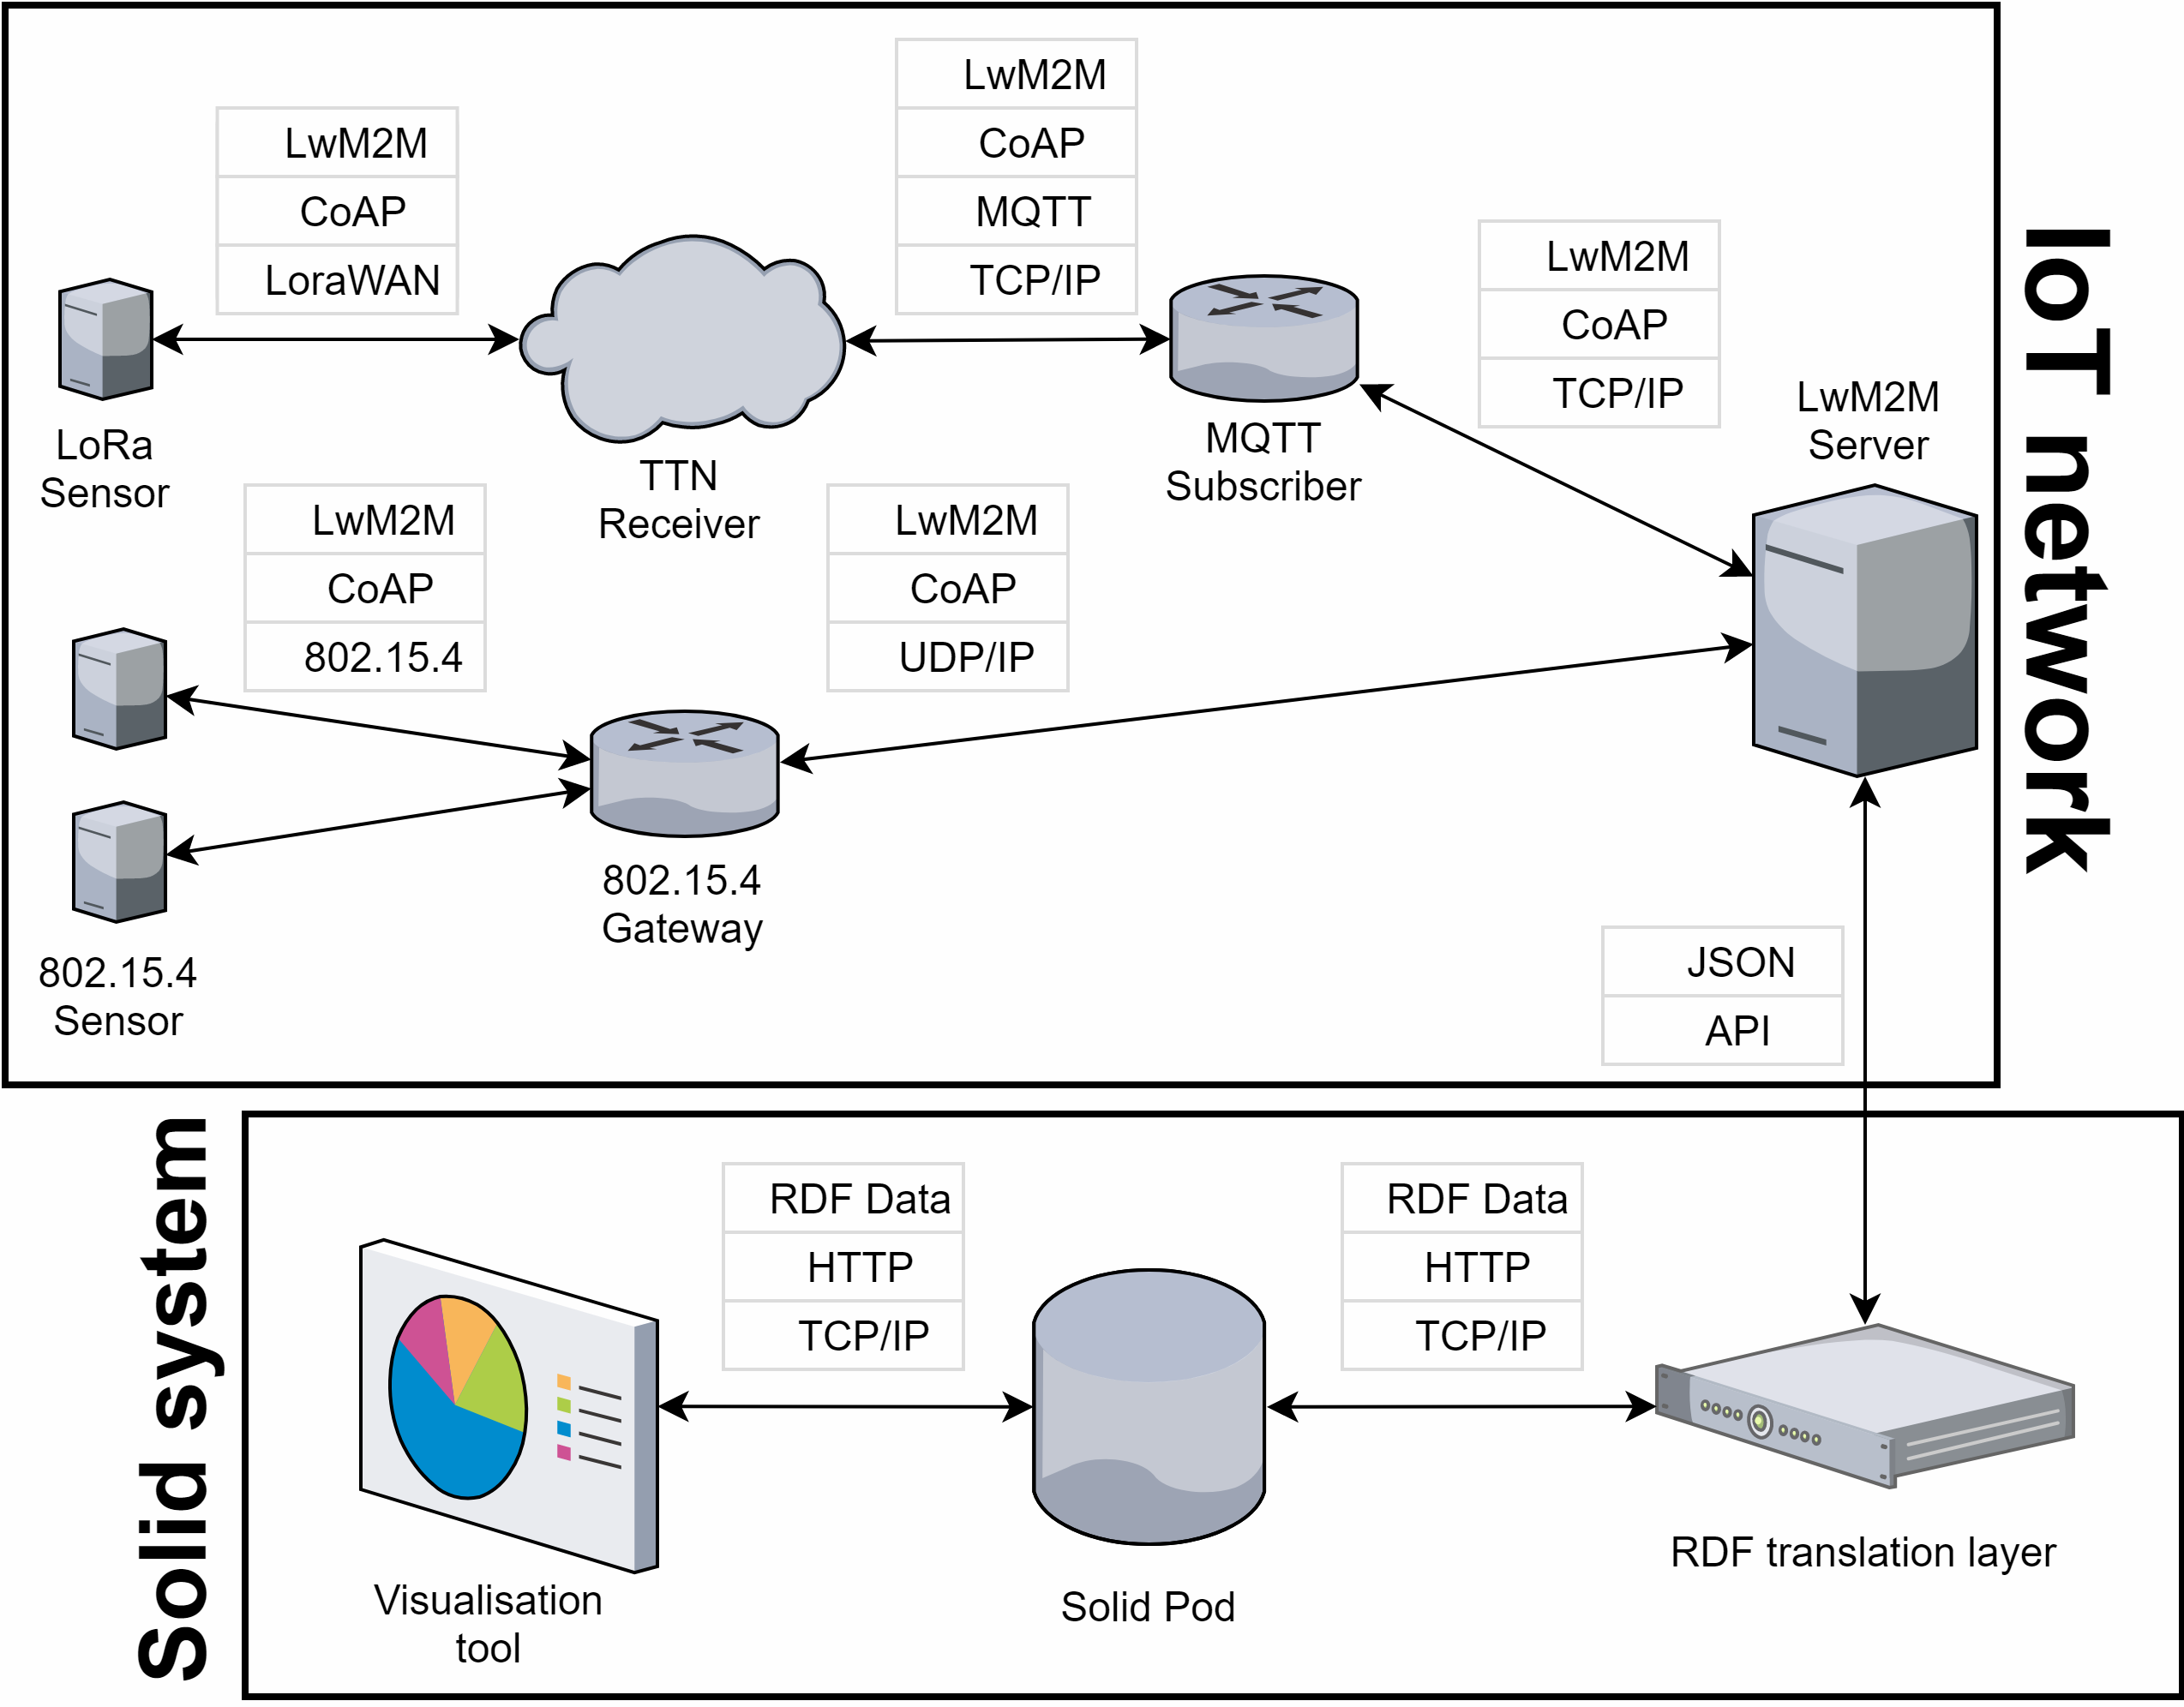 LwM2M
CoAP
LoraWAN
LwM2M
CoAP
MQTT
TCP/IP
LwM2M
CoAP
TCP/IP
LoRa
Sensor
TTN
Receiver
MQTT
Subscriber
LwM2M
Server
IoT network
LwM2M
CoAP
802.15.4
LwM2M
CoAP
UDP/IP
802.15.4
Sensor
802.15.4
Gateway
JSON
API
Solid system
RDF Data
HTTP
TCP/IP
RDF Data
HTTP
TCP/IP
Visualisation
tool
Solid Pod
RDF translation layer